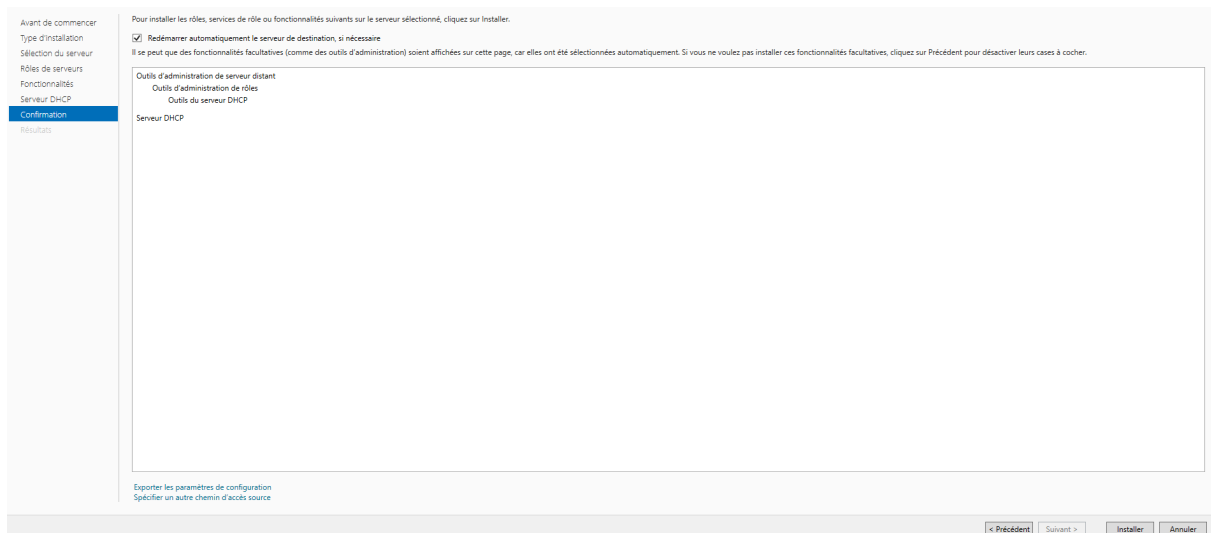 Avant de commencer
Type d'installation
Sélection du serveur
Rôles de serveurs
Fonctionnalités
Serveur DHCP
Confirmation
Résultats
Pour installer les rôles, services de rôle ou fonctionnalités suivants sur le serveur sélectionné, cliquez sur Installer.
Redémarrer automatiquement le serveur de destination, si nécessaire
Il se peut que des fonctionnalités facultatives (comme des outils d'administration) soient affichées sur cette page, car elles ont été sélectionnées automatiquement. Si vous ne voulez pas installer ces fonctionnalités facultatives, cliquez sur Précédent pour désactiver leurs cases à cocher.
Outils d'administration de serveur distant
Outils d'administration de rôles
Outils du serveur DHCP
Serveur DHCP
Exporter les paramètres de configuration
Spécifier un autre chemin d'accès source
< Précédent
Suivant >
Installer
Annuler